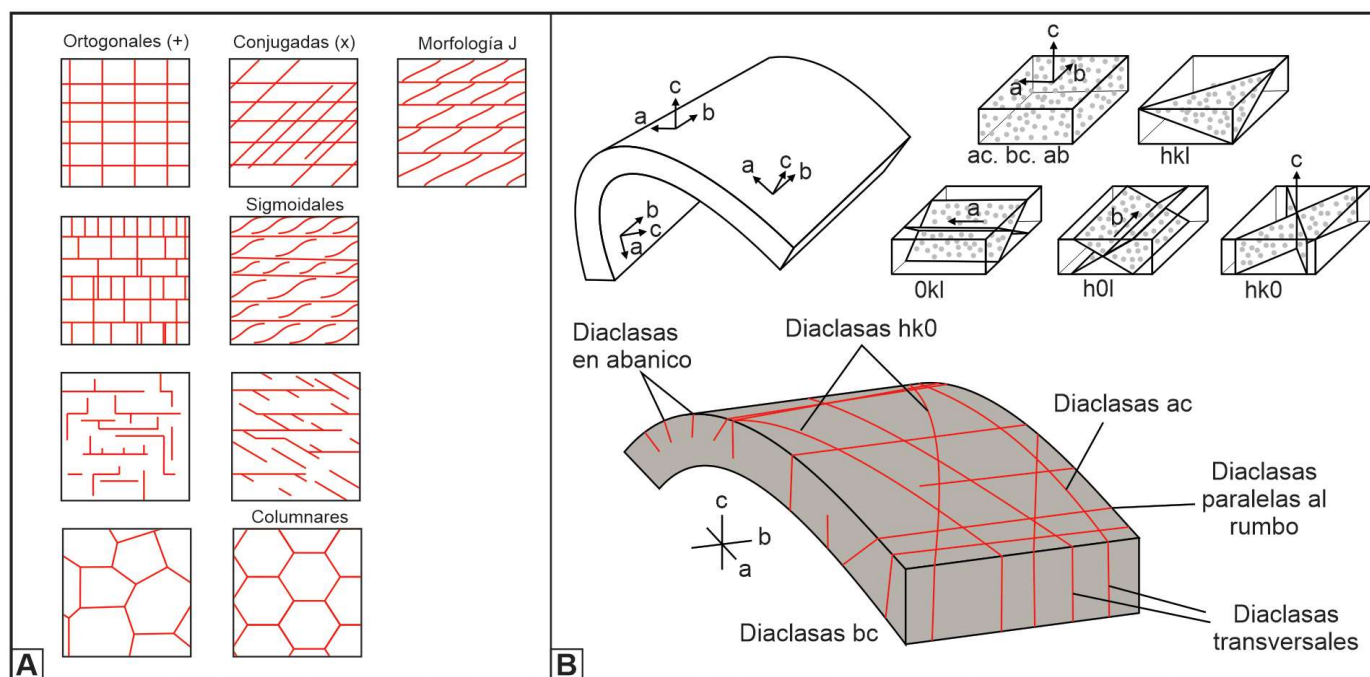 Ortogonales (+)
Conjugadas (x)
Morfología J
Sigmoidales
Columnares
A
c
a
b
c
a
b
b
c
a
c
a
b
ac. bc. ab
hkl
a
0kl
b
h0l
c
hk0
Diaclasas
en abanico
Diaclasas hk0
Diaclasas ac
Diaclasas
paralelas al
rumbo
c
b
a
Diaclasas bc
Diaclasas
transversales
B